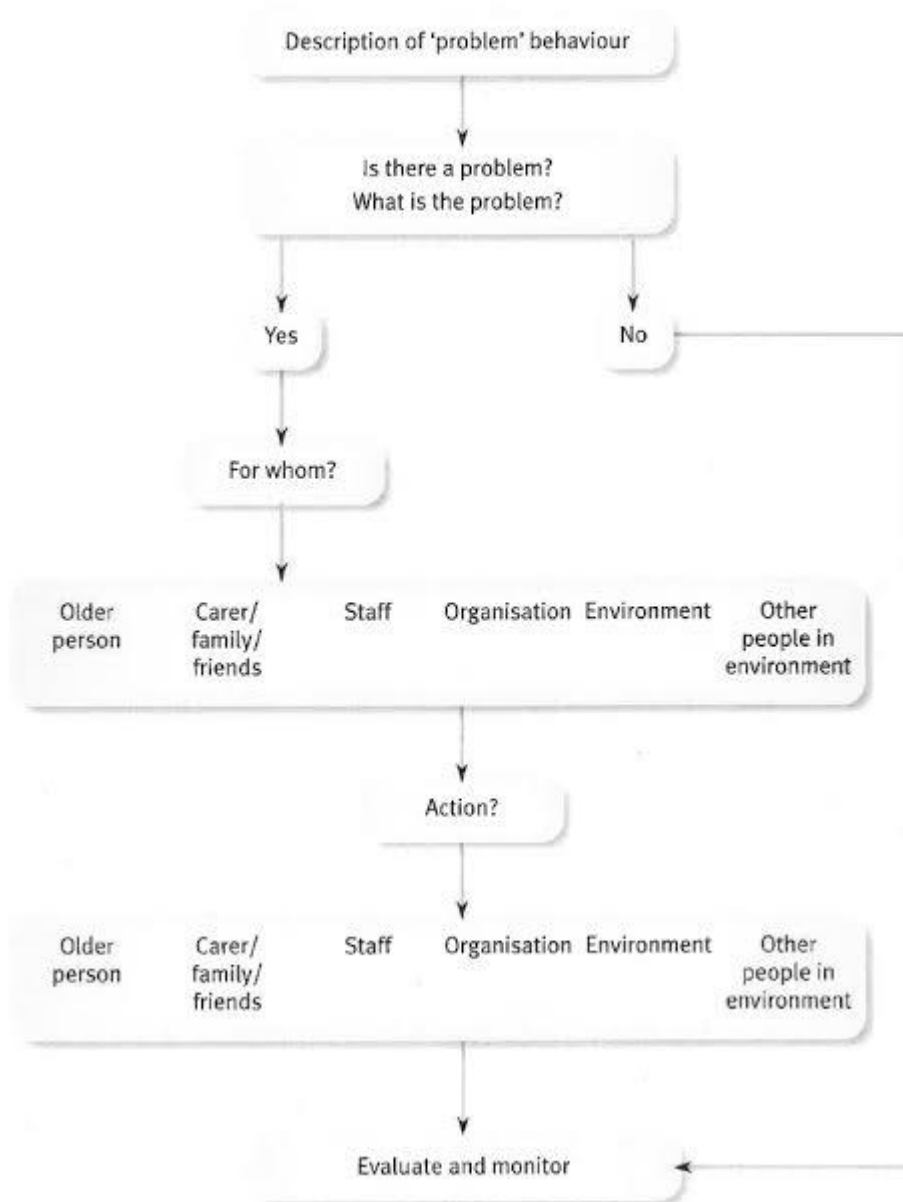 Description of ‘problem’ behaviour
Is there a problem?
What is the problem?
Yes
No
For whom?
Older
person
Carer/
family/
friends
Staff
Organisation
Environment
Other
people in
environment
Action?
Older
person
Carer/
family/
friends
Staff
Organisation
Environment
Other
people in
environment
Evaluate and monitor